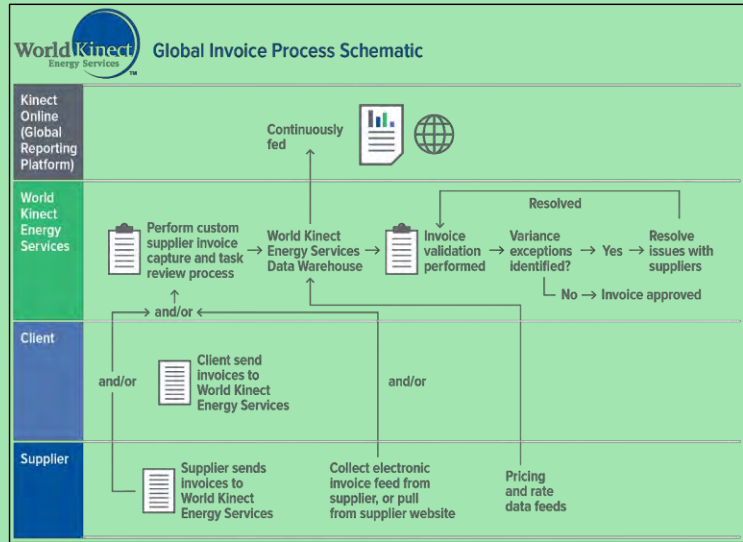 World Kinect
Energy Services
TM
Global Invoice Process Schematic
Kinect
Online
(Global
Reporting
Platform)
Continuously
fed
World
Kinect
Energy
Services
Perform custom
supplier invoice
capture and task
review process
World Kinect
Energy Services
Data Warehouse
Invoice
validation
performed
Variance
exceptions
identified?
Yes
Resolve
issues with
suppliers
Resolved
No
Invoice approved
and/or
Client
and/or
Client send
invoices to
World Kinect
Energy Services
and/or
Supplier
Supplier sends
invoices to
World Kinect
Energy Services
Collect electronic
invoice feed from
supplier, or pull
from supplier website
Pricing
and rate
data feeds